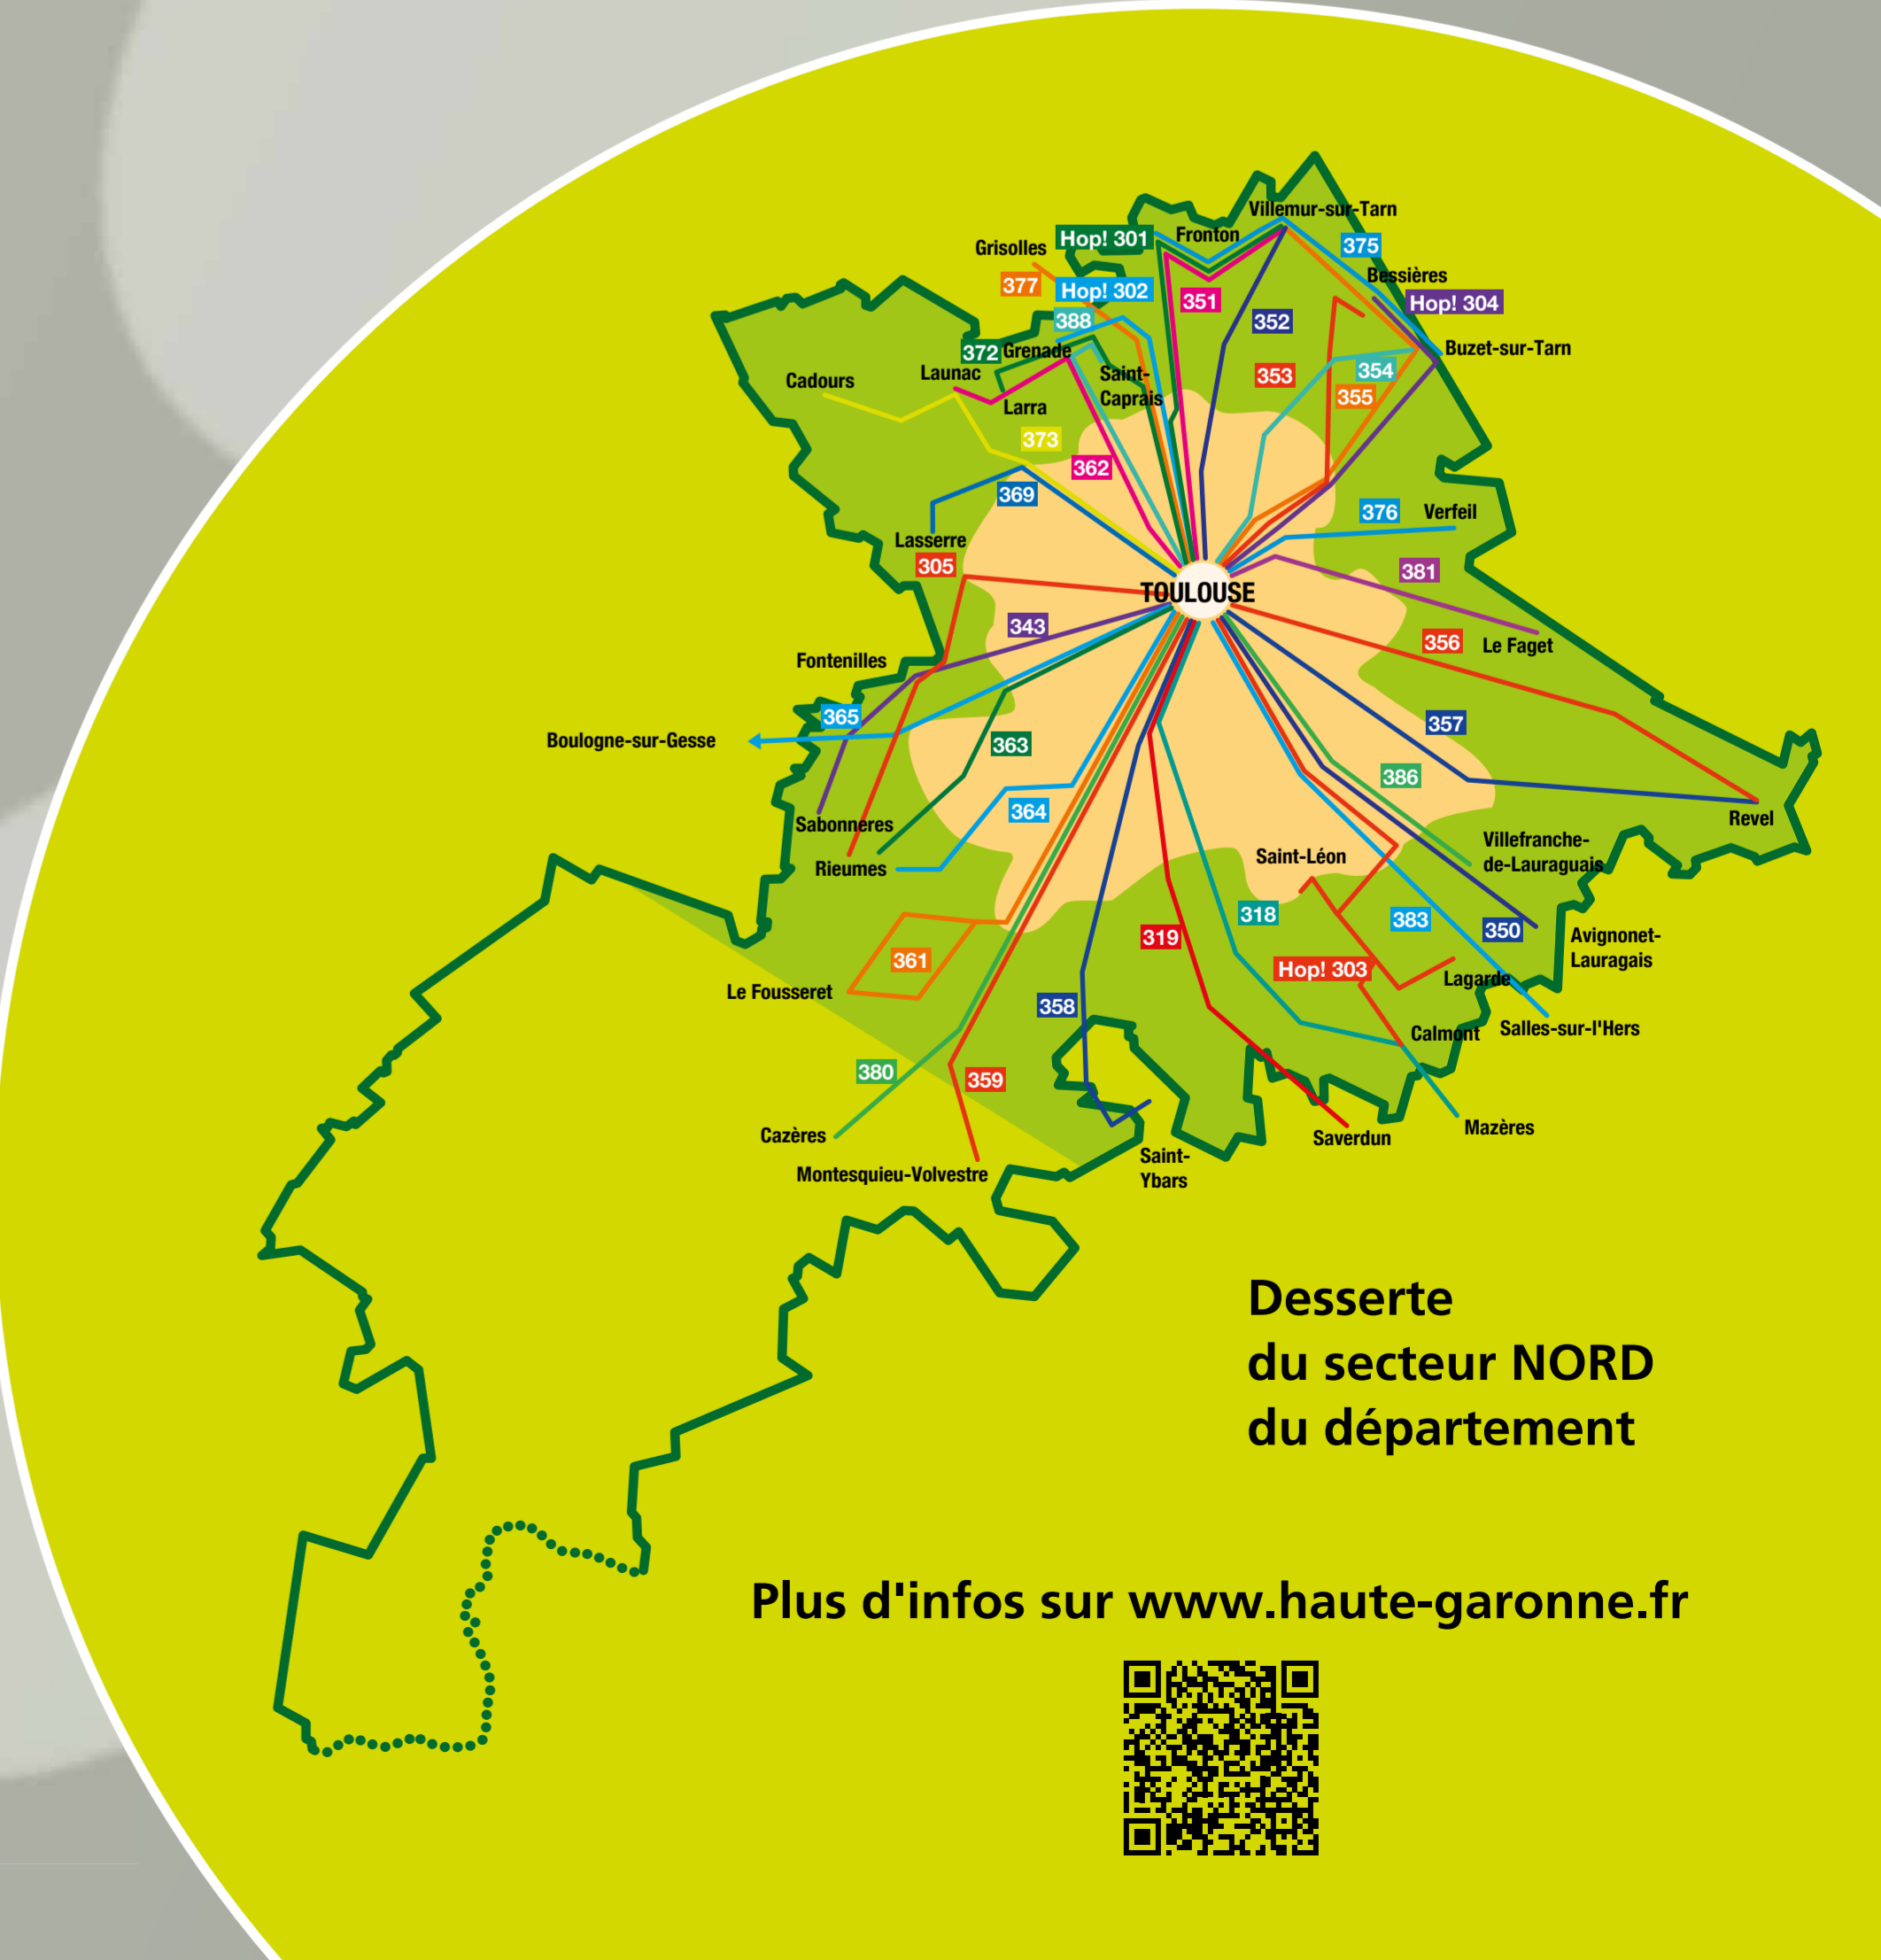 Villemur-sur-Tarn
Hop! 301
Fronton
Grisolles
375
Bessières
377
Hop! 302
351
Hop! 304
388
352
372
Grenade
Buzet-sur-Tarn
Launac
Saint-
Caprais
353
354
Cadours
355
Larra
373
362
369
376
Verfeil
Lasserre
305
381
TOULOUSE
343
356
Le Faget
Fontenilles
365
357
Boulogne-sur-Gesse
363
386
364
Sabonneres
Revel
Villefranche-
de-Lauraguais
Saint-Léon
Rieumes
318
383
350
319
Avignonet-
Lauragais
361
Hop! 303
Lagarde
Le Fousseret
358
Salles-sur-l'Hers
Calmont
380
359
Cazères
Mazères
Saverdun
Saint-
Ybars
Montesquieu-Volvestre
Desserte
du secteur NORD
du département
Plus d'infos sur www.haute-garonne.fr